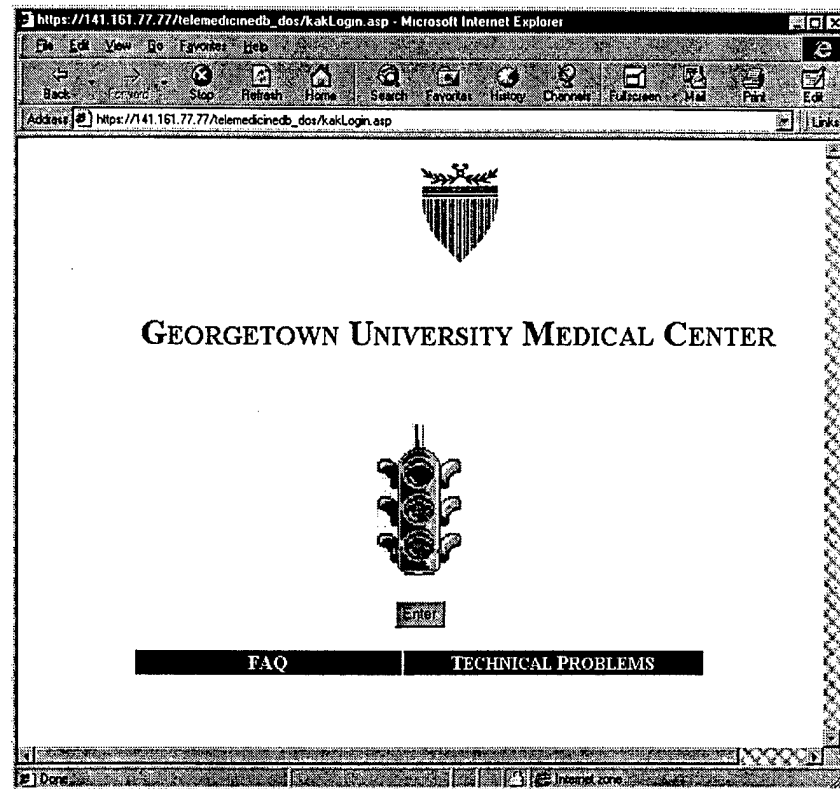 https://141.161.77.77/telemedicinedb_dos/kakLogin.asp - Microsoft Internet Explorer
File Edit View Go Favorites Help
Back Forward Stop Refresh Home Search Favorites History Channels Fullscreen Mail Print Edit
Address https://141.161.77.77/telemedicinedb_dos/kakLogin.asp Links
GEORGETOWN UNIVERSITY MEDICAL CENTER
Enter
FAQ TECHNICAL PROBLEMS
Done Internet zone